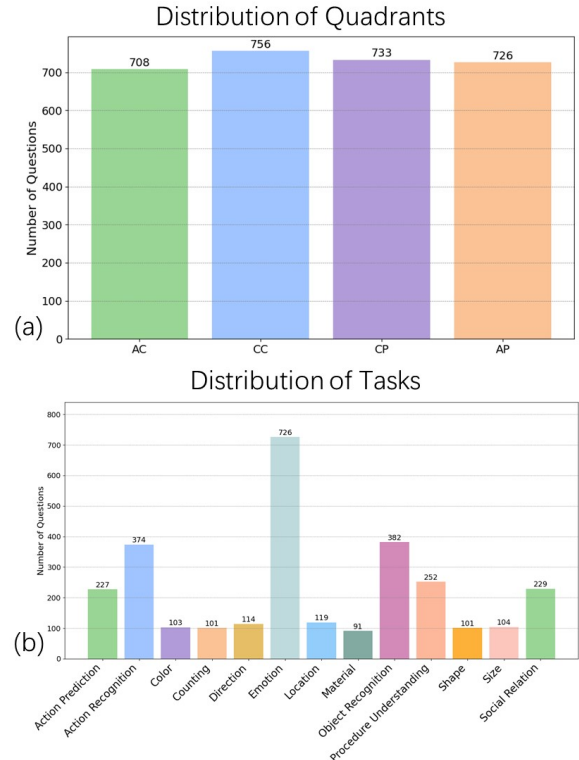 Distribution of Quadrants
Number of Questions
700
600
500
400
300
200
100
0
708
756
733
726
AC
CC
CP
AP
(a)
Distribution of Tasks
Number of Questions
800
700
600
500
400
300
200
100
0
227
374
103
101
114
726
119
91
382
252
101
104
229
Action Prediction
Action Recognition
Color
Counting
Direction
Emotion
Location
Material
Object Recognition
Procedure Understanding
Shape
Size
Social Relation
(b)